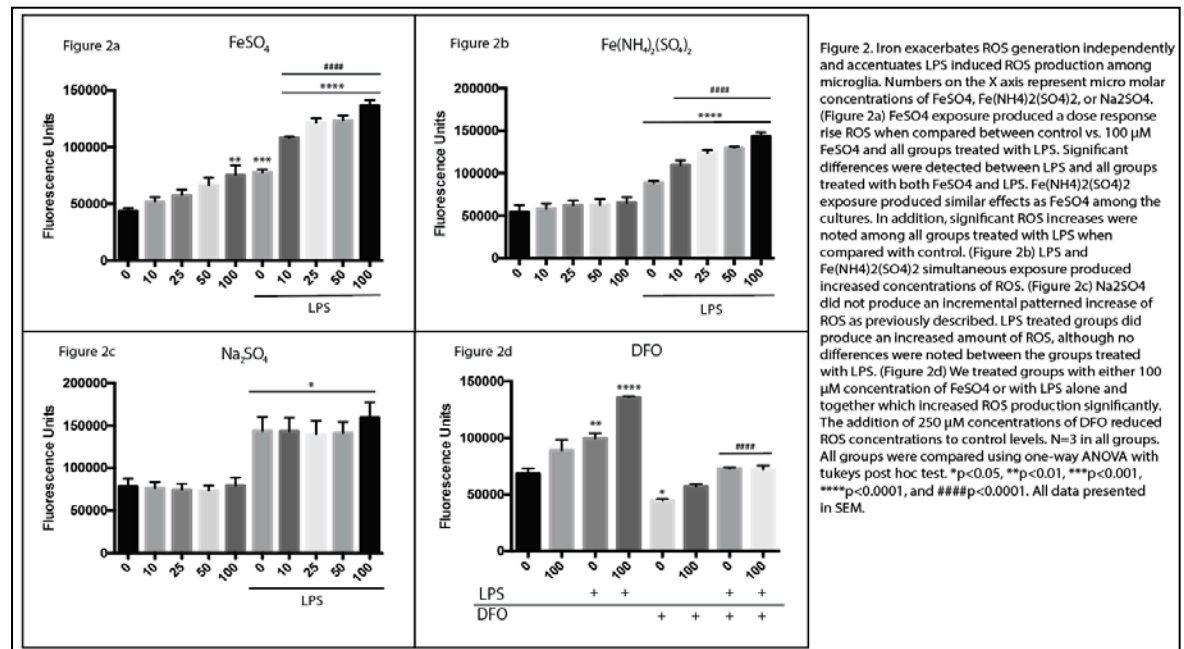 Figure 2a
FeSO4
####
****
** ***
150000
100000
50000
0
Fluorescence Units
0 10 25 50 100 0 10 25 50 100
LPS
Figure 2b
Fe(NH4)2(SO4)2
####
****
200000
150000
100000
50000
0
Fluorescence Units
0 10 25 50 100 0 10 25 50 100
LPS
Figure 2c
Na2SO4
*
200000
150000
100000
50000
0
Fluorescence Units
0 10 25 50 100 0 10 25 50 100
LPS
Figure 2d
DFO
****
**
####
*
150000
100000
50000
0
Fluorescence Units
0 100 0 100 0 100 0 100
LPS + + + +
DFO + + + +
Figure 2. Iron exacerbates ROS generation independently
and accentuates LPS induced ROS production among
microglia. Numbers on the X axis represent micro molar
concentrations of FeSO4, Fe(NH4)2(SO4)2, or Na2SO4.
(Figure 2a) FeSO4 exposure produced a dose response
rise ROS when compared between control vs. 100 μM
FeSO4 and all groups treated with LPS. Significant
differences were detected between LPS and all groups
treated with both FeSO4 and LPS. Fe(NH4)2(SO4)2
exposure produced similar effects as FeSO4 among the
cultures. In addition, significant ROS increases were
noted among all groups treated with LPS when
compared with control. (Figure 2b) LPS and
Fe(NH4)2(SO4)2 simultaneous exposure produced
increased concentrations of ROS. (Figure 2c) Na2SO4
did not produce an incremental patterned increase of
ROS as previously described. LPS treated groups did
produce an increased amount of ROS, although no
differences were noted between the groups treated
with LPS. (Figure 2d) We treated groups with either 100
μM concentration of FeSO4 or with LPS alone and
together which increased ROS production significantly.
The addition of 250 μM concentrations of DFO reduced
ROS concentrations to control levels. N=3 in all groups.
All groups were compared using one-way ANOVA with
tukeys post hoc test. *p<0.05, **p<0.01, ***p<0.001,
****p<0.0001, and ####p<0.0001. All data presented
in SEM.